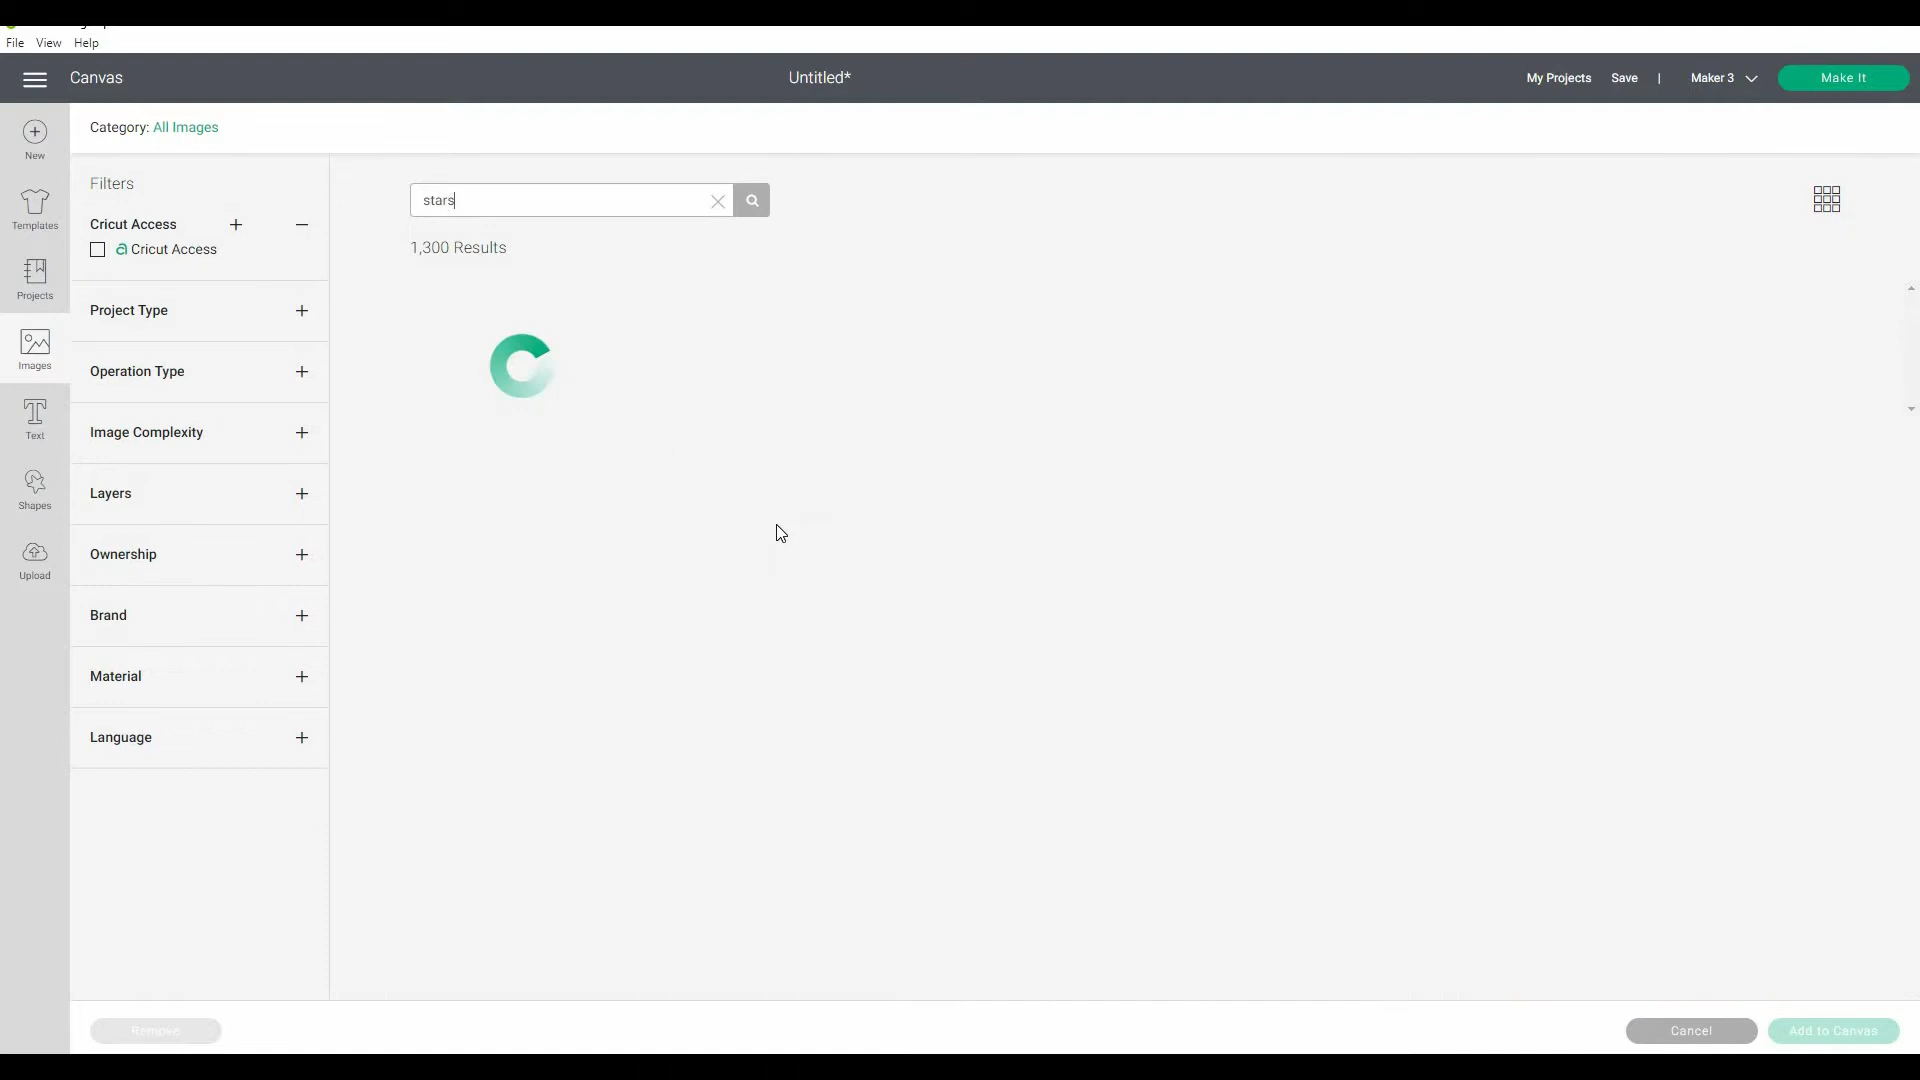 File View Help
Canvas
Untitled*
My Projects Save | Maker 3 Make It
Category: All Images
New
Templates
Projects
Images
Text
Shapes
Upload
Filters
Cricut Access
Cricut Access
Project Type
Operation Type
Image Complexity
Layers
Ownership
Brand
Material
Language
stars
1,300 Results
Remove
Cancel
Add to Canvas